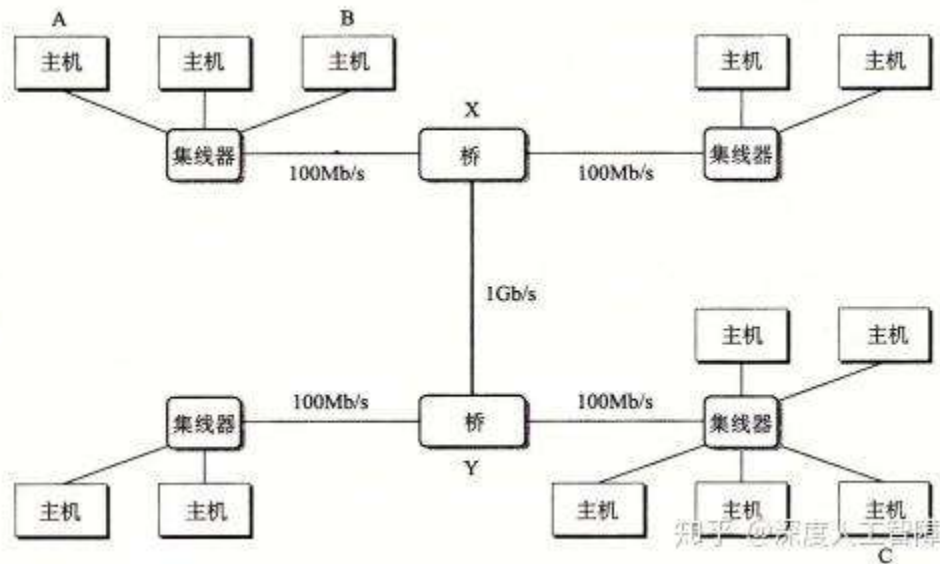 A
B
主机
主机
主机
主机
主机
X
集线器
桥
集线器
100Mb/s
100Mb/s
1Gb/s
主机
主机
100Mb/s
100Mb/s
集线器
桥
集线器
Y
主机
主机
主机
主机
主机
知乎 @深度人工智障
C